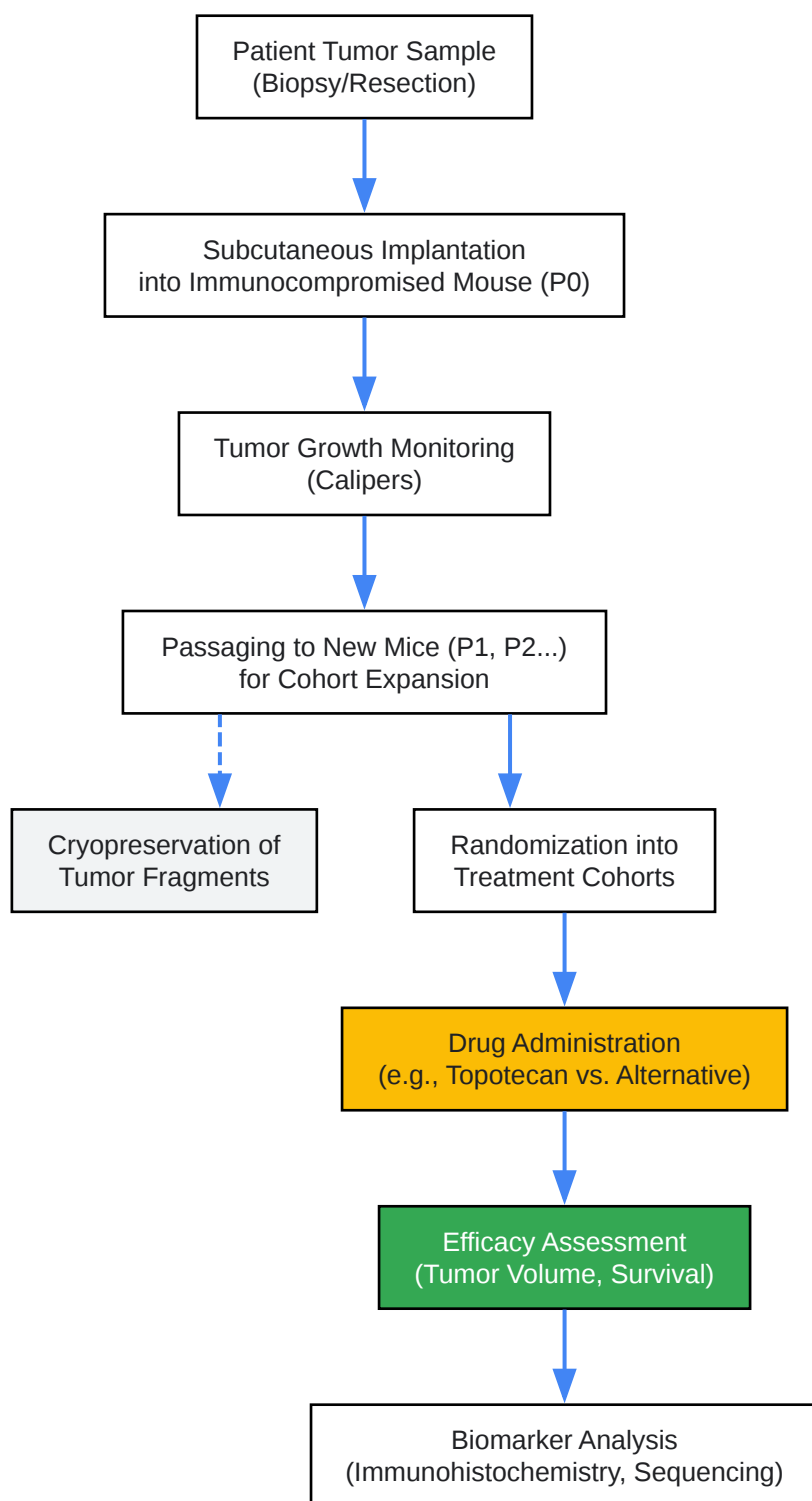 Patient Tumor Sample
(Biopsy/Resection)
Subcutaneous Implantation
into Immunocompromised Mouse (P0)
Tumor Growth Monitoring
(Calipers)
Passaging to New Mice (P1, P2...)
for Cohort Expansion
Cryopreservation of
Tumor Fragments
Randomization into
Treatment Cohorts
Drug Administration
(e.g., Topotecan vs. Alternative)
Efficacy Assessment
(Tumor Volume, Survival)
Biomarker Analysis
(Immunohistochemistry, Sequencing)